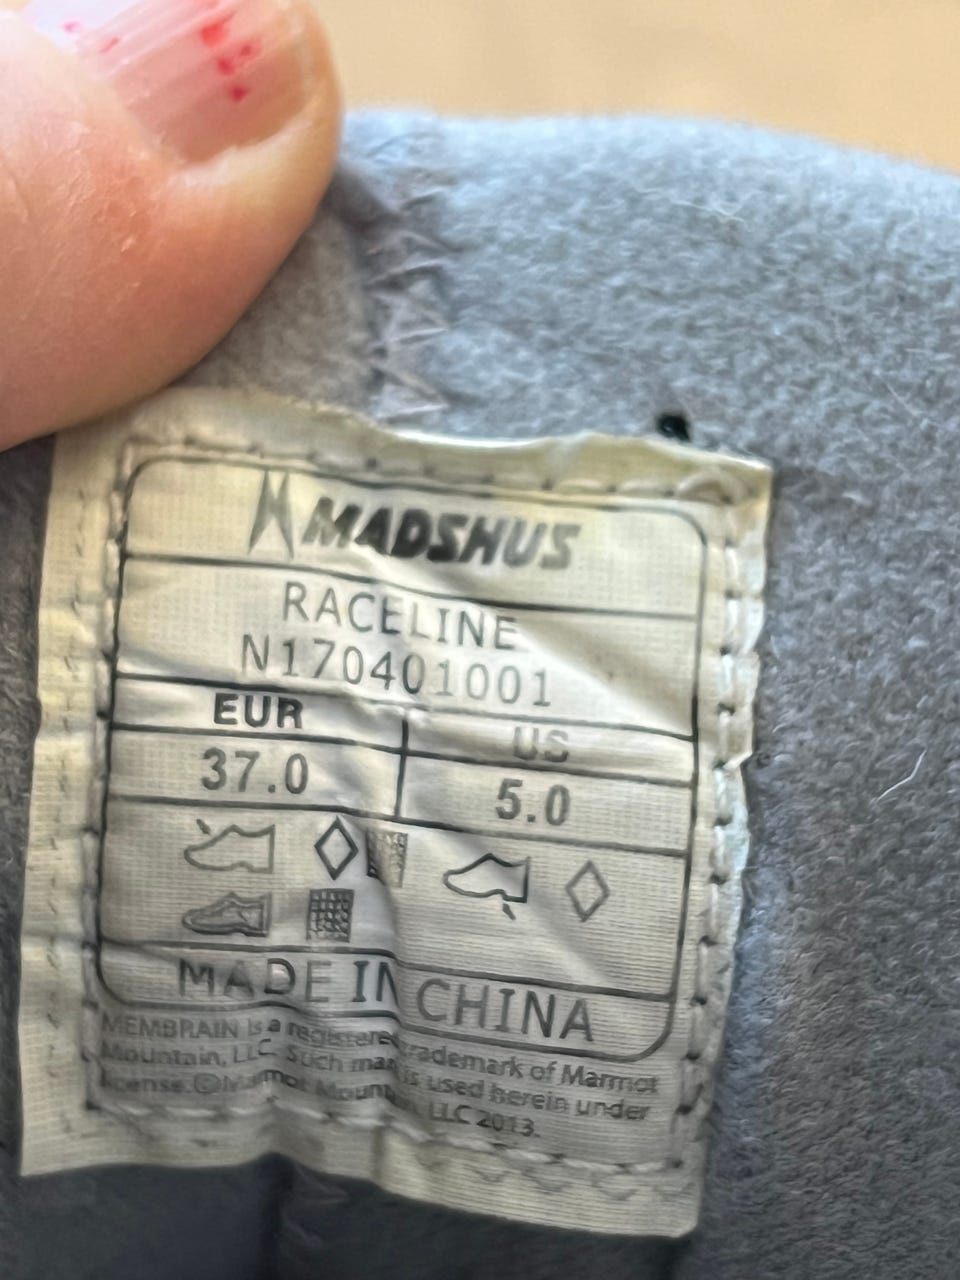 MADSHUS
RACELINE
N170401001
EUR US
37.0 5.0
MADE IN CHINA
MEMBRAIN is a registered trademark of Marmot
Mountain, LLC. Such mark is used herein under
license.©Marmot Mountain, LLC 2013.